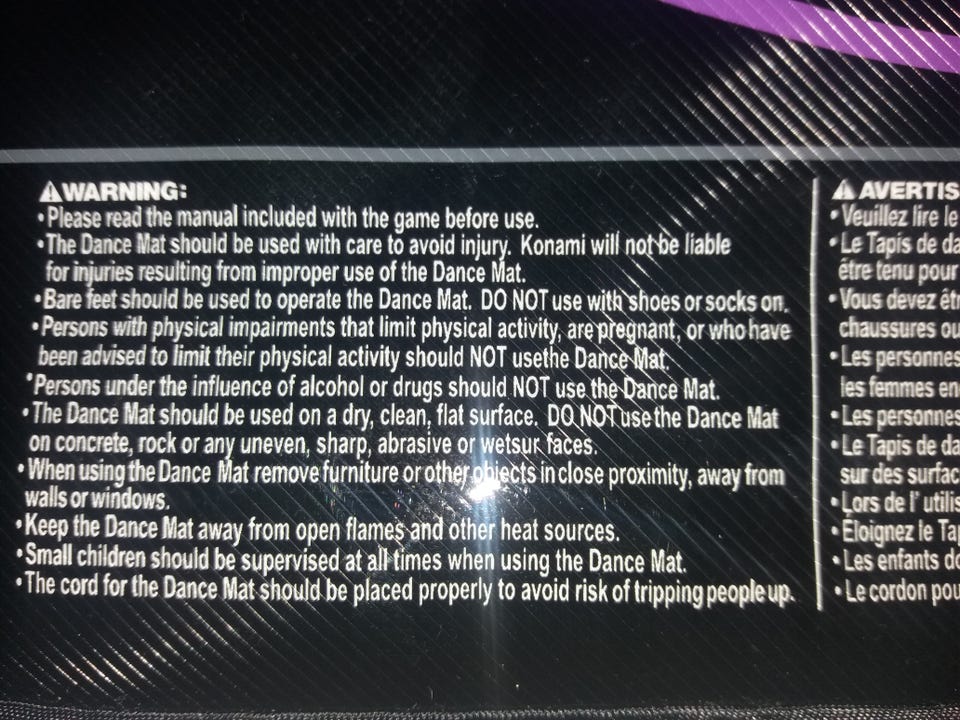 ⚠WARNING:
•Please read the manual included with the game before use.
•The Dance Mat should be used with care to avoid injury. Konami will not be liable
for injuries resulting from improper use of the Dance Mat.
•Bare feet should be used to operate the Dance Mat. DO NOT use with shoes or socks on.
•Persons with physical impairments that limit physical activity, are pregnant, or who have
been advised to limit their physical activity should NOT usethe Dance Mat.
•Persons under the influence of alcohol or drugs should NOT use the Dance Mat.
•The Dance Mat should be used on a dry, clean, flat surface. DO NOT use the Dance Mat
on concrete, rock or any uneven, sharp, abrasive or wetsur faces.
•When using the Dance Mat remove furniture or other objects in close proximity, away from
walls or windows.
•Keep the Dance Mat away from open flames and other heat sources.
•Small children should be supervised at all times when using the Dance Mat.
•The cord for the Dance Mat should be placed properly to avoid risk of tripping people up.
⚠ AVERTIS
•Veuillez lire le
•Le Tapis de da
être tenu pour
•Vous devez êtr
chaussures ou
•Les personnes
les femmes en
•Les personnes
•Le Tapis de da
sur des surfac
•Lors de l' utilis
•Éloignez le Tap
•Les enfants do
•Le cordon pou